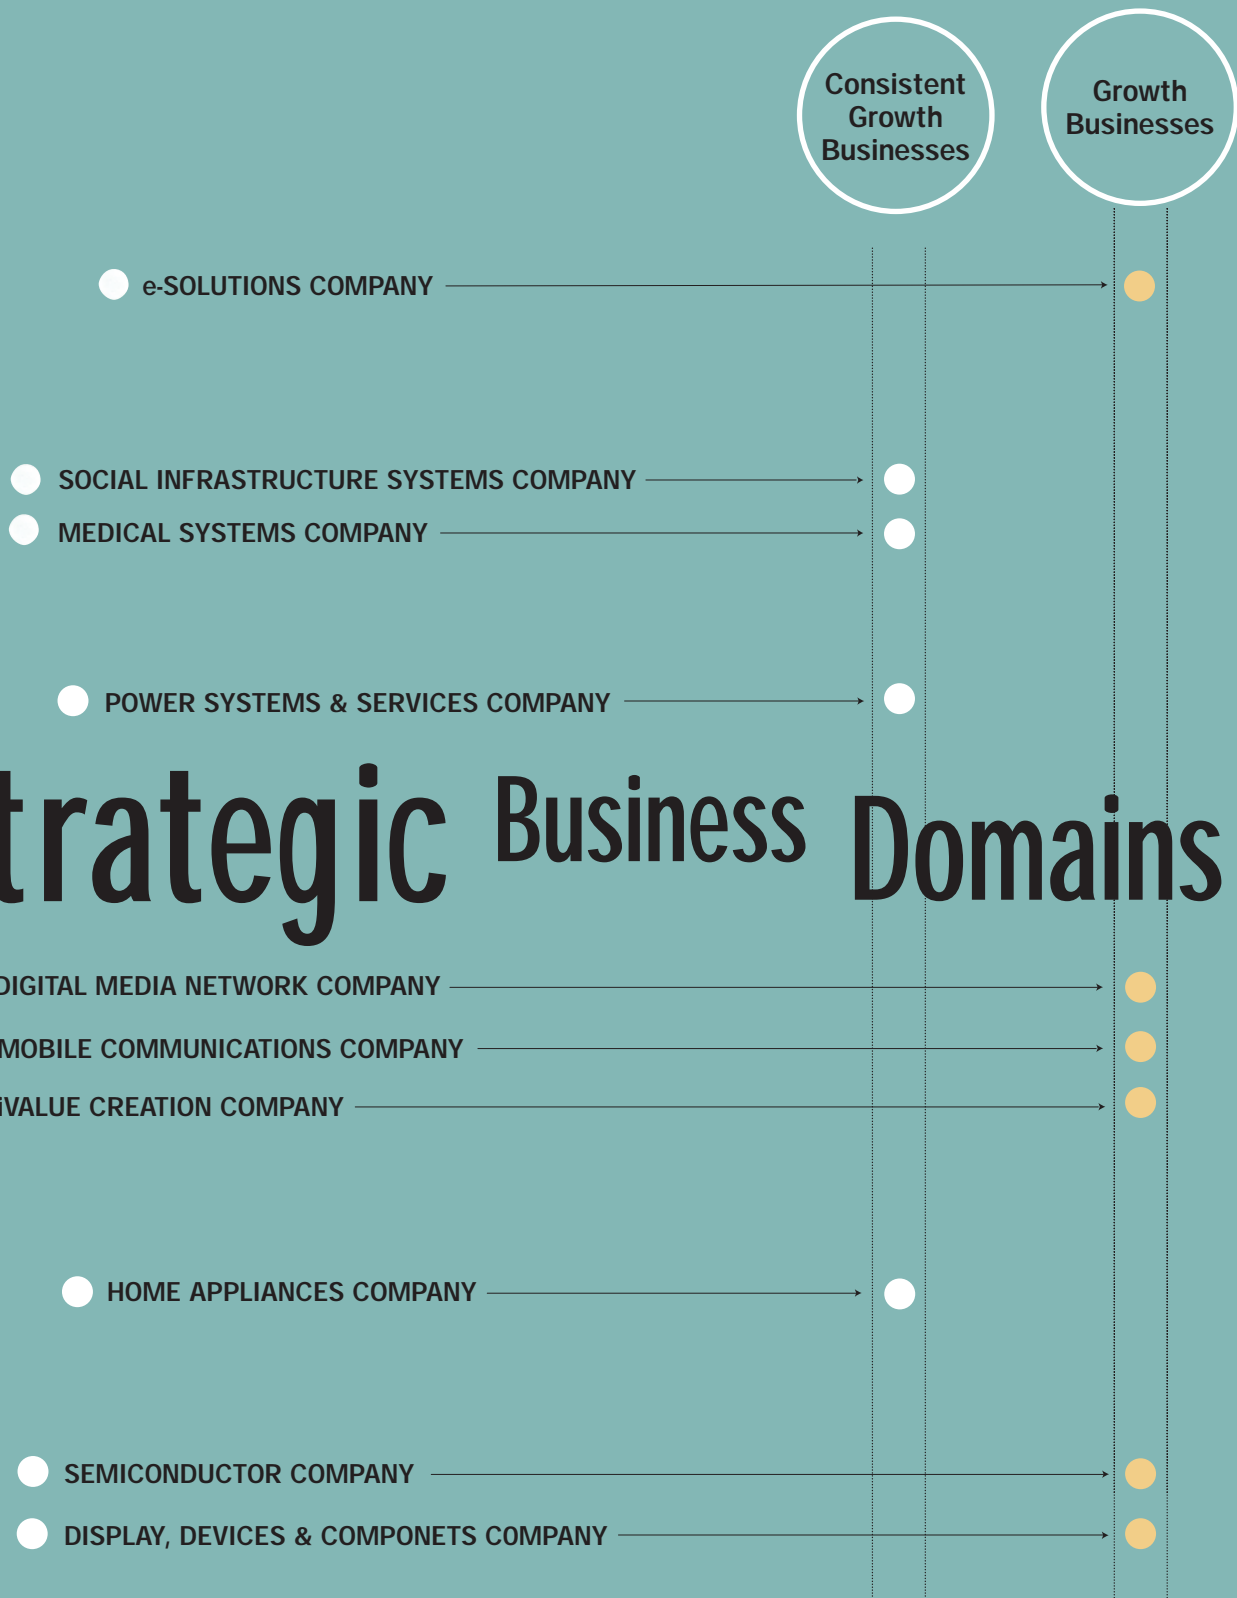 Consistent
Growth
Businesses
Growth
Businesses
e-SOLUTIONS COMPANY
SOCIAL INFRASTRUCTURE SYSTEMS COMPANY
MEDICAL SYSTEMS COMPANY
POWER SYSTEMS & SERVICES COMPANY
trategic Business Domains
DIGITAL MEDIA NETWORK COMPANY
MOBILE COMMUNICATIONS COMPANY
iVALUE CREATION COMPANY
HOME APPLIANCES COMPANY
SEMICONDUCTOR COMPANY
DISPLAY, DEVICES & COMPONETS COMPANY